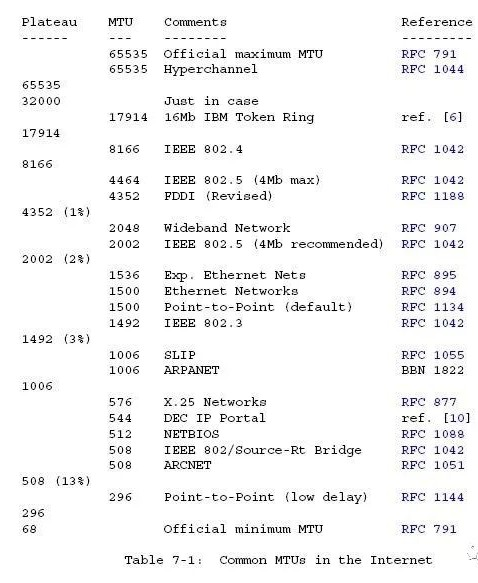 Plateau MTU Comments Reference
------ --- -------- ---------
65535 Official maximum MTU RFC 791
65535 Hyperchannel RFC 1044
65535
32000 Just in case
17914 16Mb IBM Token Ring ref. [6]
17914
8166 IEEE 802.4 RFC 1042
8166
4464 IEEE 802.5 (4Mb max) RFC 1042
4352 FDDI (Revised) RFC 1188
4352 (1%)
2048 Wideband Network RFC 907
2002 IEEE 802.5 (4Mb recommended) RFC 1042
2002 (2%)
1536 Exp. Ethernet Nets RFC 895
1500 Ethernet Networks RFC 894
1500 Point-to-Point (default) RFC 1134
1492 IEEE 802.3 RFC 1042
1492 (3%)
1006 SLIP RFC 1055
1006 ARPANET BBN 1822
1006
576 X.25 Networks RFC 877
544 DEC IP Portal ref. [10]
512 NETBIOS RFC 1088
508 IEEE 802/Source-Rt Bridge RFC 1042
508 ARCNET RFC 1051
508 (13%)
296 Point-to-Point (low delay) RFC 1144
296
68 Official minimum MTU RFC 791
Table 7-1: Common MTUs in the Internet